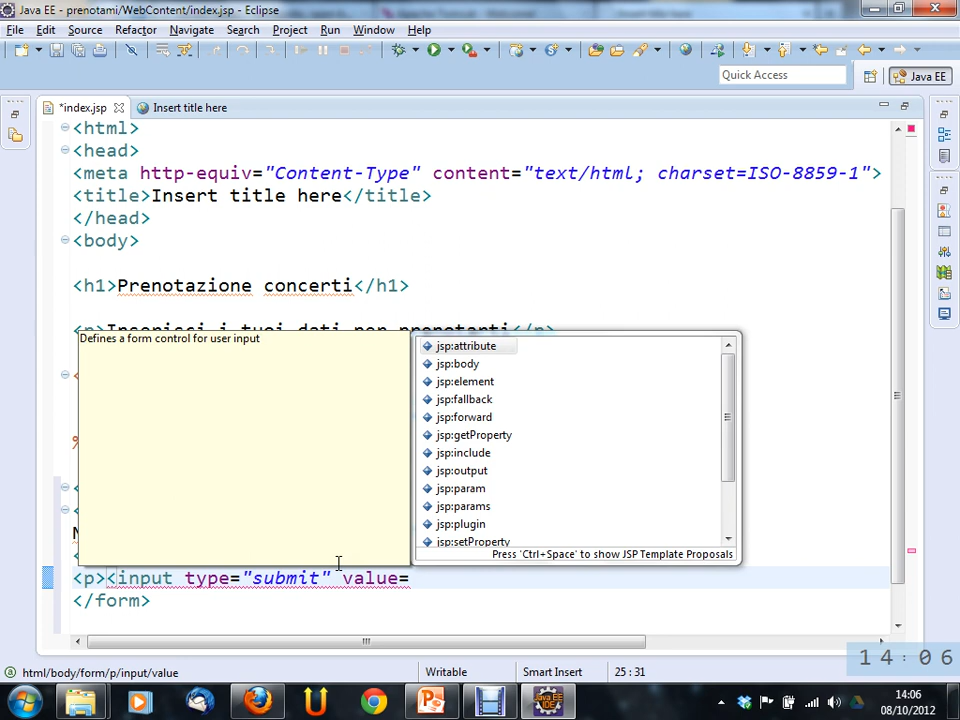 Java EE - prenotami/WebContent/index.jsp - Eclipse
File Edit Source Refactor Navigate Search Project Run Window Help
Quick Access
Java EE
*index.jsp
Insert title here
<html>
<head>
<meta http-equiv="Content-Type" content="text/html; charset=ISO-8859-1">
<title>Insert title here</title>
</head>
<body>
<h1>Prenotazione concerti</h1>
<p>Inserisci i tuoi dati per prenotarti</p>
Defines a form control for user input
jsp:attribute
jsp:body
jsp:element
jsp:fallback
jsp:forward
jsp:getProperty
jsp:include
jsp:output
jsp:param
jsp:params
jsp:plugin
jsp:setProperty
Press 'Ctrl+Space' to show JSP Template Proposals
<p><input type="submit" value=
</form>
14:06
html/body/form/p/input/value
Writable
Smart Insert
25 : 31
14:06
08/10/2012